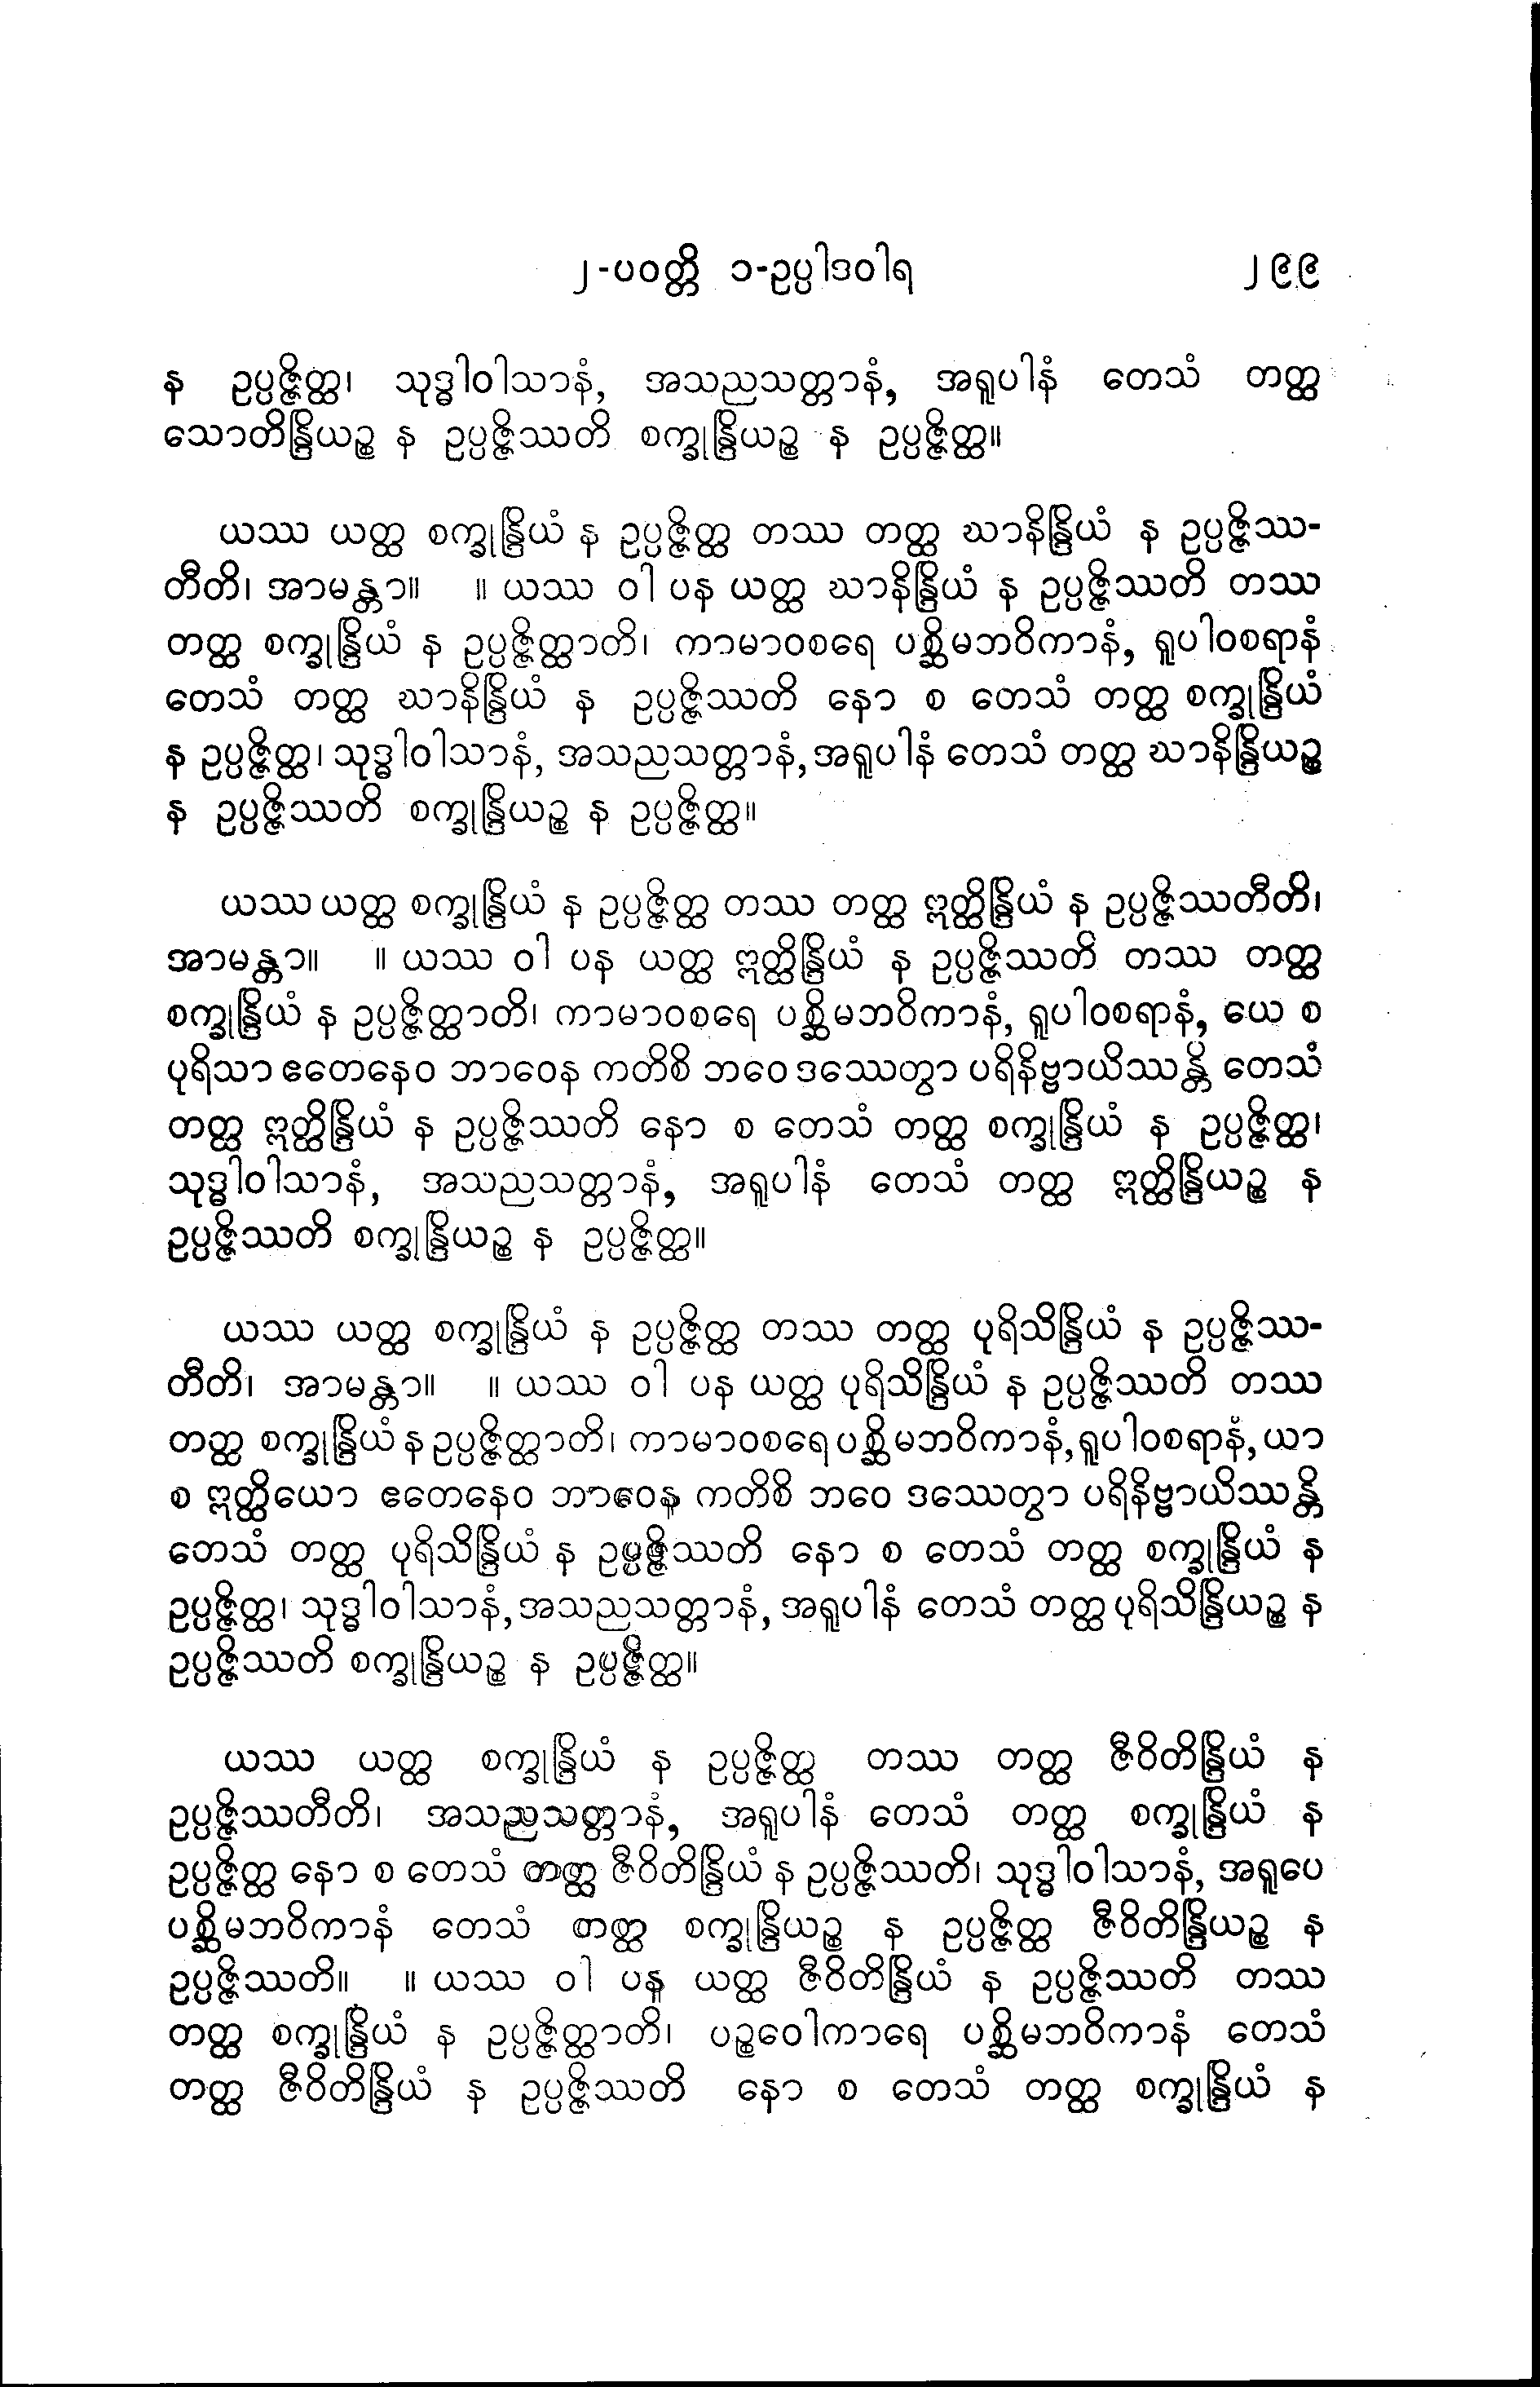 ၂-ပဝတ္တိ ၁-ဥပ္ပါဒဝါရ ၂၉၉
န ဥပ္ပဇ္ဇိတ္ထ၊ သုဒ္ဓါဝါသာနံ, အသညသတ္တာနံ, အရူပါနံ တေသံ တတ္ထ
သောတိန္ဒြိယဉ္စ န ဥပ္ပဇ္ဇိဿတိ စက္ခုန္ဒြိယဉ္စ န ဥပ္ပဇ္ဇိတ္ထ။
ယဿ ယတ္ထ စက္ခုန္ဒြိယံ န ဥပ္ပဇ္ဇိတ္ထ တဿ တတ္ထ ဃာနိန္ဒြိယံ န ဥပ္ပဇ္ဇိဿ-
တီတိ၊ အာမန္တာ။ ။ ယဿ ဝါ ပန ယတ္ထ ဃာနိန္ဒြိယံ န ဥပ္ပဇ္ဇိဿတိ တဿ
တတ္ထ စက္ခုန္ဒြိယံ န ဥပ္ပဇ္ဇိတ္ထာတိ၊ ကာမာဝစရေ ပစ္ဆိမဘဝိကာနံ, ရူပါဝစရာနံ
တေသံ တတ္ထ ဃာနိန္ဒြိယံ န ဥပ္ပဇ္ဇိဿတိ နော စ တေသံ တတ္ထ စက္ခုန္ဒြိယံ
န ဥပ္ပဇ္ဇိတ္ထ၊ သုဒ္ဓါဝါသာနံ, အသညသတ္တာနံ, အရူပါနံ တေသံ တတ္ထ ဃာနိန္ဒြိယဉ္စ
န ဥပ္ပဇ္ဇိဿတိ စက္ခုန္ဒြိယဉ္စ န ဥပ္ပဇ္ဇိတ္ထ။
ယဿ ယတ္ထ စက္ခုန္ဒြိယံ န ဥပ္ပဇ္ဇိတ္ထ တဿ တတ္ထ ဣတ္ထိန္ဒြိယံ န ဥပ္ပဇ္ဇိဿတီတိ၊
အာမန္တာ။ ။ ယဿ ဝါ ပန ယတ္ထ ဣတ္ထိန္ဒြိယံ န ဥပ္ပဇ္ဇိဿတိ တဿ တတ္ထ
စက္ခုန္ဒြိယံ န ဥပ္ပဇ္ဇိတ္ထာတိ၊ ကာမာဝစရေ ပစ္ဆိမဘဝိကာနံ, ရူပါဝစရာနံ, ယေ စ
ပုရိသာ ဧတေနေဝ ဘာဝေန ကတိစိ ဘဝေ ဒဿေတွာ ပရိနိဗ္ဗာယိဿန္တိ တေသံ
တတ္ထ ဣတ္ထိန္ဒြိယံ န ဥပ္ပဇ္ဇိဿတိ နော စ တေသံ တတ္ထ စက္ခုန္ဒြိယံ န ဥပ္ပဇ္ဇိတ္ထ၊
သုဒ္ဓါဝါသာနံ, အသညသတ္တာနံ, အရူပါနံ တေသံ တတ္ထ ဣတ္ထိန္ဒြိယဉ္စ န
ဥပ္ပဇ္ဇိဿတိ စက္ခုန္ဒြိယဉ္စ န ဥပ္ပဇ္ဇိတ္ထ။
ယဿ ယတ္ထ စက္ခုန္ဒြိယံ န ဥပ္ပဇ္ဇိတ္ထ တဿ တတ္ထ ပုရိသိန္ဒြိယံ န ဥပ္ပဇ္ဇိဿ-
တီတိ၊ အာမန္တာ။ ။ ယဿ ဝါ ပန ယတ္ထ ပုရိသိန္ဒြိယံ န ဥပ္ပဇ္ဇိဿတိ တဿ
တတ္ထ စက္ခုန္ဒြိယံ န ဥပ္ပဇ္ဇိတ္ထာတိ၊ ကာမာဝစရေ ပစ္ဆိမဘဝိကာနံ, ရူပါဝစရာနံ, ယာ
စ ဣတ္ထိယော ဧတေနေဝ ဘာဝေန ကတိစိ ဘဝေ ဒဿေတွာ ပရိနိဗ္ဗာယိဿန္တိ
တေသံ တတ္ထ ပုရိသိန္ဒြိယံ န ဥပ္ပဇ္ဇိဿတိ နော စ တေသံ တတ္ထ စက္ခုန္ဒြိယံ န
ဥပ္ပဇ္ဇိတ္ထ၊ သုဒ္ဓါဝါသာနံ, အသညသတ္တာနံ, အရူပါနံ တေသံ တတ္ထ ပုရိသိန္ဒြိယဉ္စ န
ဥပ္ပဇ္ဇိဿတိ စက္ခုန္ဒြိယဉ္စ န ဥပ္ပဇ္ဇိတ္ထ။
ယဿ ယတ္ထ စက္ခုန္ဒြိယံ န ဥပ္ပဇ္ဇိတ္ထ တဿ တတ္ထ ဇီဝိတိန္ဒြိယံ န
ဥပ္ပဇ္ဇိဿတီတိ၊ အသညသတ္တာနံ, အရူပါနံ တေသံ တတ္ထ စက္ခုန္ဒြိယံ န
ဥပ္ပဇ္ဇိတ္ထ နော စ တေသံ တတ္ထ ဇီဝိတိန္ဒြိယံ န ဥပ္ပဇ္ဇိဿတိ၊ သုဒ္ဓါဝါသာနံ, အရူပေ
ပစ္ဆိမဘဝိကာနံ တေသံ တတ္ထ စက္ခုန္ဒြိယဉ္စ န ဥပ္ပဇ္ဇိတ္ထ ဇီဝိတိန္ဒြိယဉ္စ န
ဥပ္ပဇ္ဇိဿတိ။ ။ ယဿ ဝါ ပန ယတ္ထ ဇီဝိတိန္ဒြိယံ န ဥပ္ပဇ္ဇိဿတိ တဿ
တတ္ထ စက္ခုန္ဒြိယံ န ဥပ္ပဇ္ဇိတ္ထာတိ၊ ပဉ္စဝေါကာရေ ပစ္ဆိမဘဝိကာနံ တေသံ
တတ္ထ ဇီဝိတိန္ဒြိယံ န ဥပ္ပဇ္ဇိဿတိ နော စ တေသံ တတ္ထ စက္ခုန္ဒြိယံ န